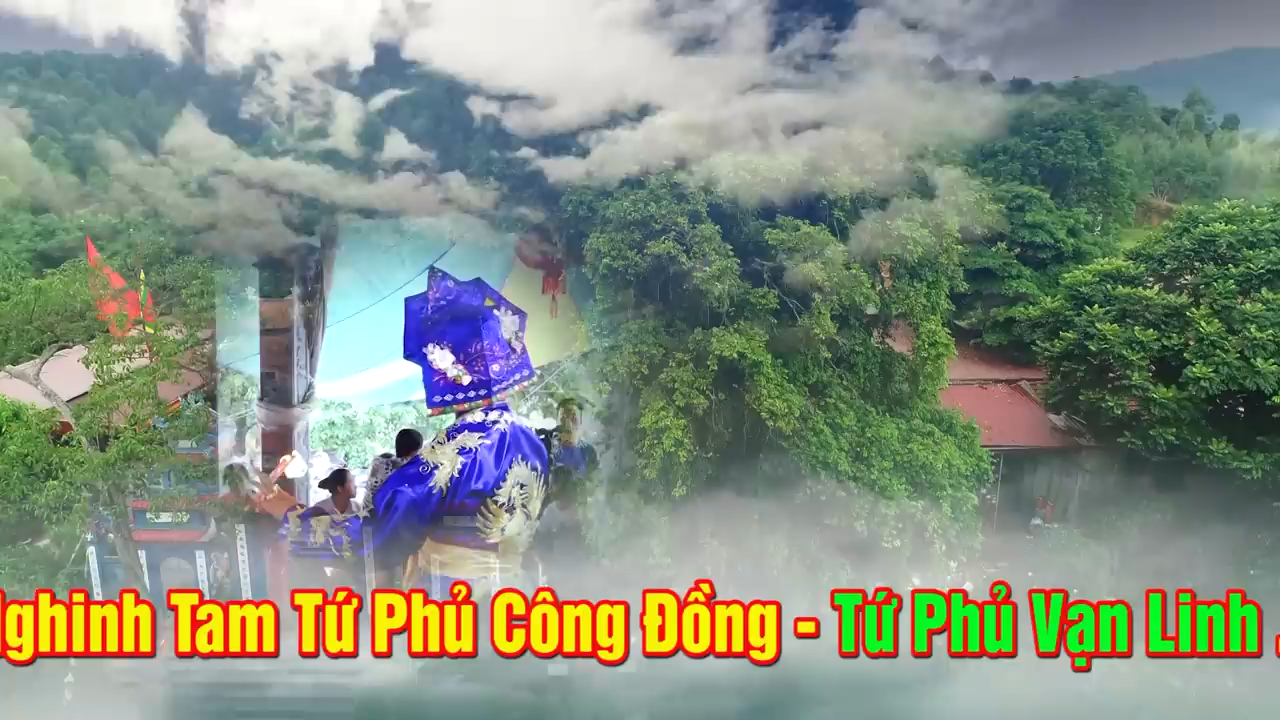 Nghinh Tam Tứ Phủ Công Đồng - Tứ Phủ Vạn Linh .